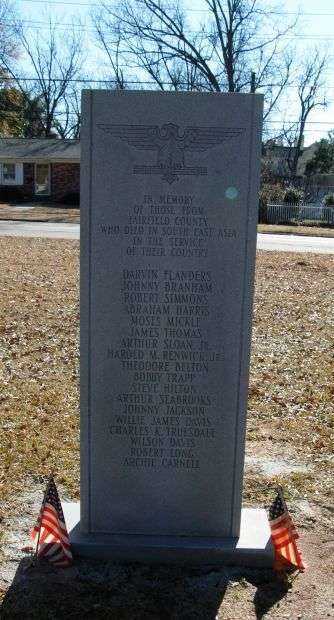 IN MEMORY
OF THOSE FROM
FAIRFIELD COUNTY
WHO DIED IN SOUTH EAST ASIA
IN THE SERVICE
OF THEIR COUNTRY
DARVIN FLANDERS
JOHNNY BRANHAM
ROBERT SIMMONS
ABRAHAM HARRIS
MOSES MICKLE
JAMES THOMAS
ARTHUR SLOAN JR.
HAROLD M. RENWICK, JR.
THEODORE BELTON
BOBBY TRAPP
STEVE HILTON
ARTHUR SEABROOKS
JOHNNY JACKSON
WILLIE JAMES DAVIS
CHARLES K. TRUESDALE
WILSON DAVIS
ROBERT LONG
ARCHIE CARNELL